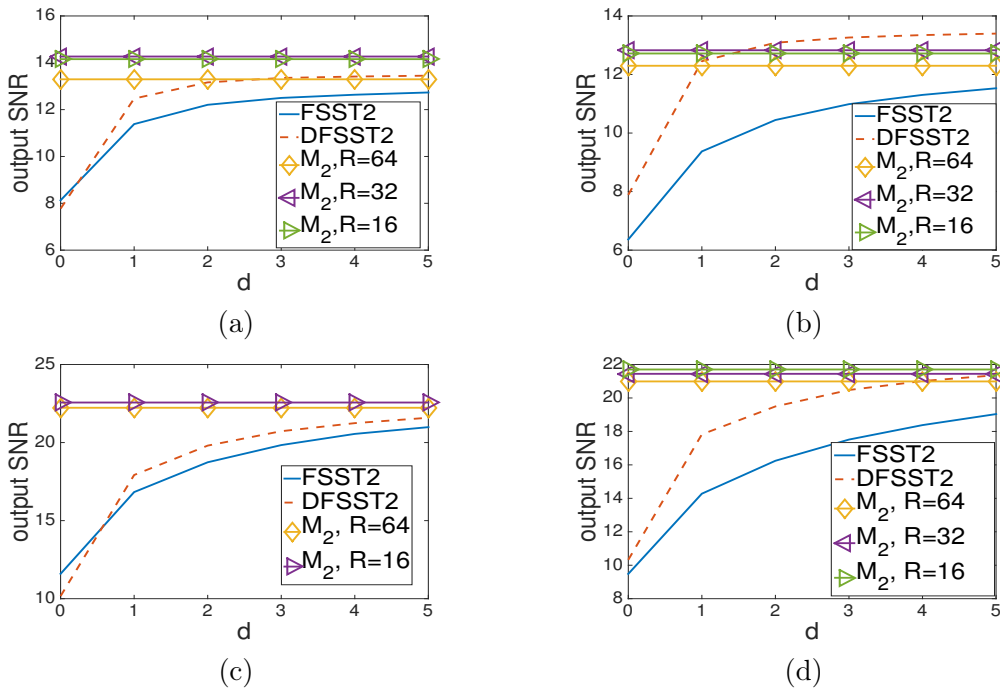 16
14
12
10
8
6
output SNR
FSST2
DFSST2
M2,R=64
M2,R=32
M2,R=16
0 1 2 3 4 5
d
(a)
14
12
10
8
6
output SNR
FSST2
DFSST2
M2,R=64
M2,R=32
M2,R=16
0 1 2 3 4 5
d
(b)
25
20
15
10
output SNR
FSST2
DFSST2
M2, R=64
M2, R=16
0 1 2 3 4 5
d
(c)
22
20
18
16
14
12
10
8
output SNR
FSST2
DFSST2
M2, R=64
M2, R=32
M2, R=16
0 1 2 3 4 5
d
(d)